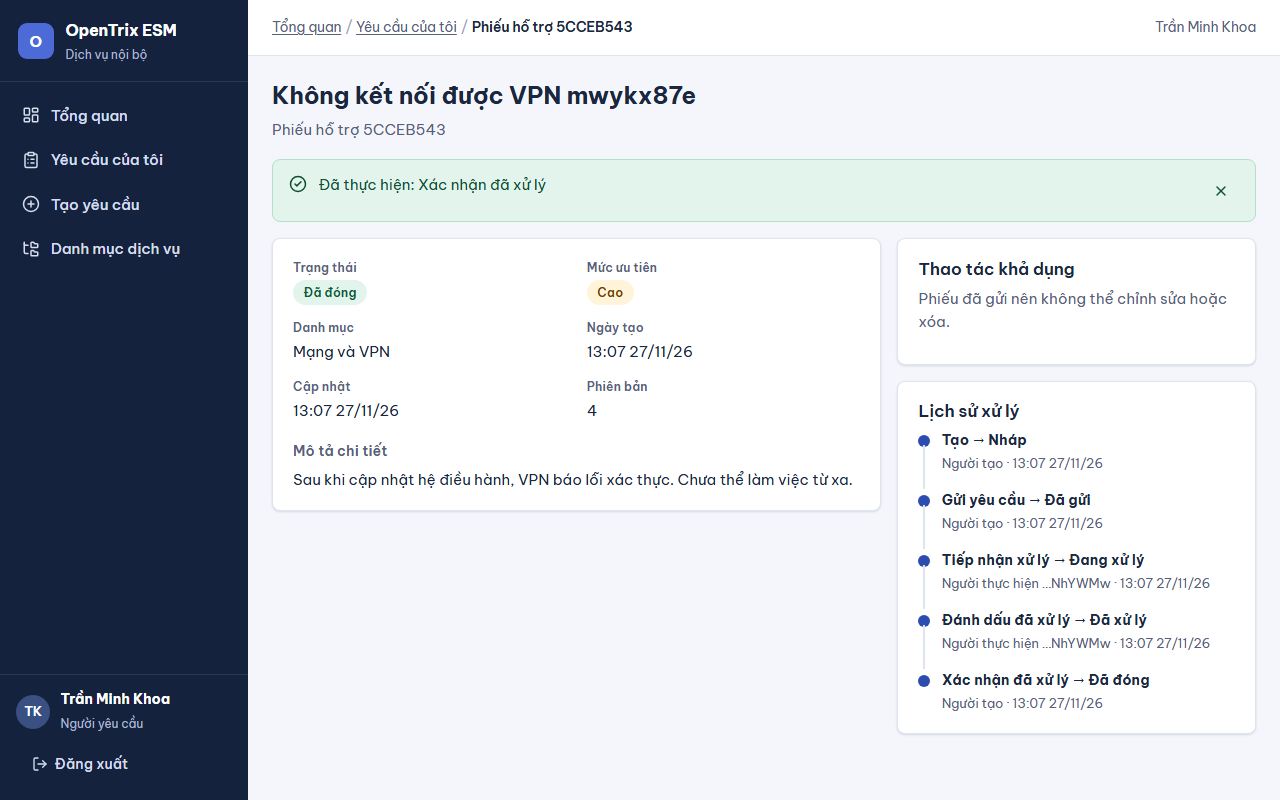 O
OpenTrix ESM
Dịch vụ nội bộ
Tổng quan
Yêu cầu của tôi
Tạo yêu cầu
Danh mục dịch vụ
TK
Trần Minh Khoa
Người yêu cầu
Đăng xuất
Tổng quan / Yêu cầu của tôi / Phiếu hỗ trợ 5CCEB543
Trần Minh Khoa
Không kết nối được VPN mwykx87e
Phiếu hỗ trợ 5CCEB543
Đã thực hiện: Xác nhận đã xử lý
Trạng thái
Đã đóng
Mức ưu tiên
Cao
Danh mục
Mạng và VPN
Ngày tạo
13:07 27/11/26
Cập nhật
13:07 27/11/26
Phiên bản
4
Mô tả chi tiết
Sau khi cập nhật hệ điều hành, VPN báo lỗi xác thực. Chưa thể làm việc từ xa.
Thao tác khả dụng
Phiếu đã gửi nên không thể chỉnh sửa hoặc
xóa.
Lịch sử xử lý
Tạo → Nháp
Người tạo · 13:07 27/11/26
Gửi yêu cầu → Đã gửi
Người tạo · 13:07 27/11/26
Tiếp nhận xử lý → Đang xử lý
Người thực hiện …NhYWMw · 13:07 27/11/26
Đánh dấu đã xử lý → Đã xử lý
Người thực hiện …NhYWMw · 13:07 27/11/26
Xác nhận đã xử lý → Đã đóng
Người tạo · 13:07 27/11/26